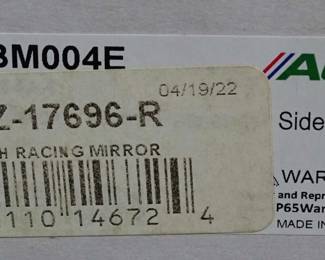 BM004E
04/19/22
Z-17696-R
Side
H RACING MIRROR
WAR
and Repr
P65War
110 14672 4
MADE IN